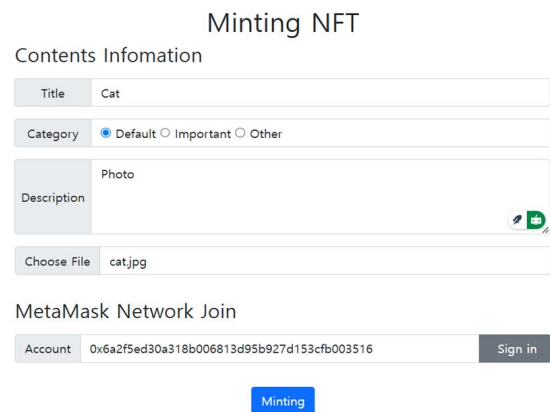 Minting NFT
Contents Infomation
Title Cat
Category Default Important Other
Description Photo
Choose File cat.jpg
MetaMask Network Join
Account 0x6a2f5ed30a318b006813d95b927d153cfb003516 Sign in
Minting